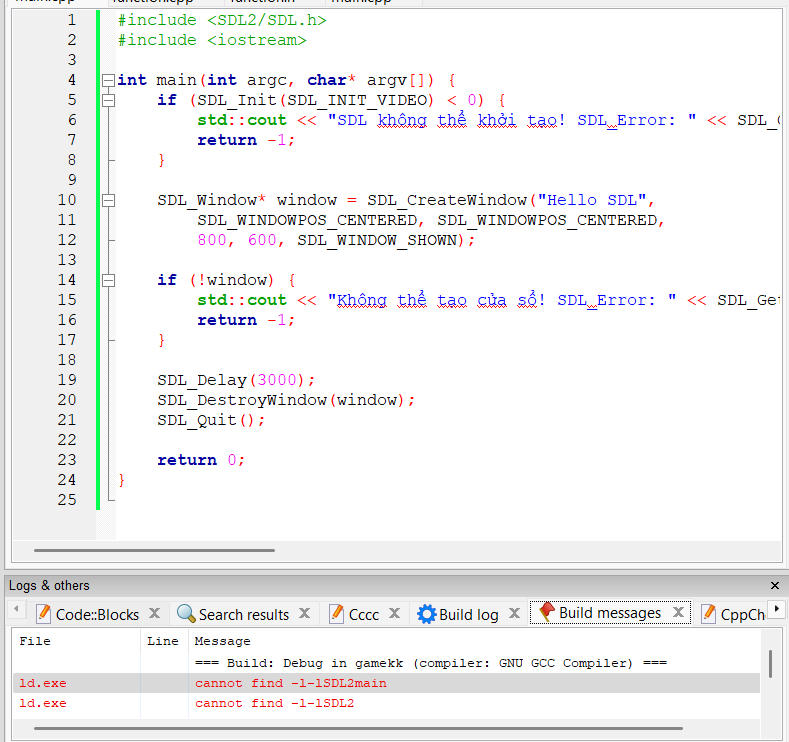 1 #include <SDL2/SDL.h>
2 #include <iostream>
3
4 int main(int argc, char* argv[]) {
5 if (SDL_Init(SDL_INIT_VIDEO) < 0) {
6 std::cout << "SDL không thể khởi tạo! SDL_Error: " << SDL_
7 return -1;
8 }
9
10 SDL_Window* window = SDL_CreateWindow("Hello SDL",
11 SDL_WINDOWPOS_CENTERED, SDL_WINDOWPOS_CENTERED,
12 800, 600, SDL_WINDOW_SHOWN);
13
14 if (!window) {
15 std::cout << "Không thể tạo cửa sổ! SDL_Error: " << SDL_Get
16 return -1;
17 }
18
19 SDL_Delay(3000);
20 SDL_DestroyWindow(window);
21 SDL_Quit();
22
23 return 0;
24 }
25
Logs & others
Code::Blocks Search results Cccc Build log Build messages CppCh
File Line Message
=== Build: Debug in gamekk (compiler: GNU GCC Compiler) ===
ld.exe cannot find -l-lSDL2main
ld.exe cannot find -l-lSDL2